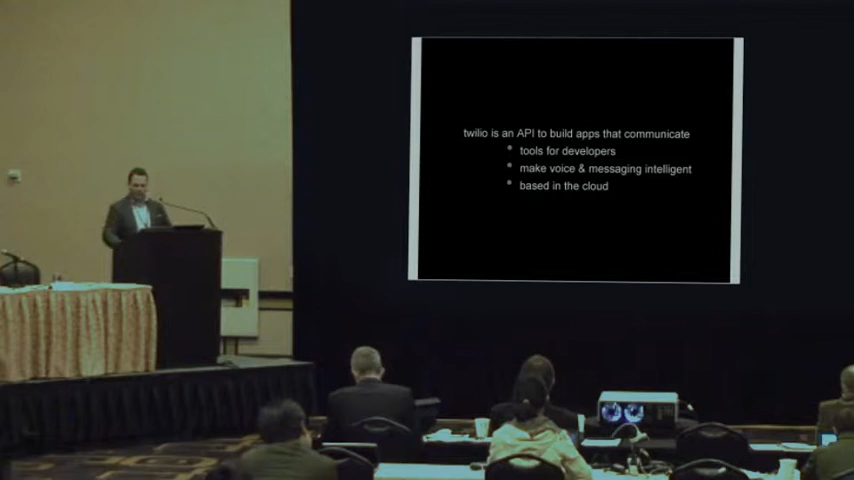 twilio is an API to build apps that communicate
• tools for developers
• make voice & messaging intelligent
• based in the cloud